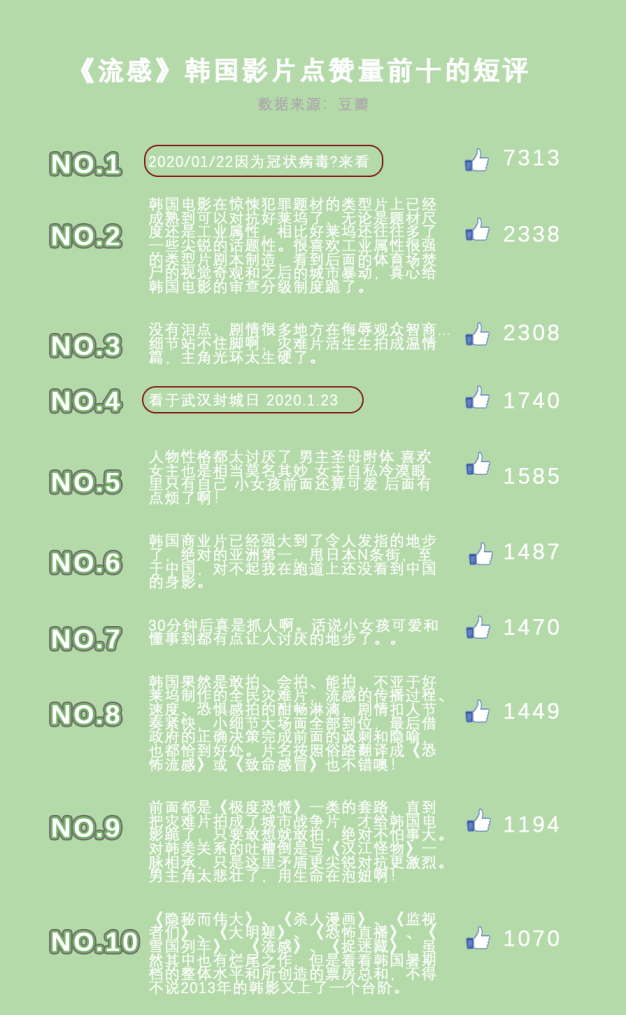 《流感》韩国影片点赞量前十的短评
数据来源：豆瓣
NO.1
2020/01/22因为冠状病毒?来看
7313
NO.2
韩国电影在惊悚犯罪题材的类型片上已经
成熟到可以对抗好莱坞了，无论是题材尺
度还是工业属性，相比好莱坞还往往多了
一些尖锐的话题性。很喜欢工业属性很强
的类型片剧本制造，看到后面的体育场焚
尸的视觉奇观和之后的城市暴动，真心给
韩国电影的审查分级制度跪了。
2338
NO.3
没有泪点，剧情很多地方在侮辱观众智商...
细节站不住脚啊，灾难片活生生拍成温情
篇，主角光环太生硬了。
2308
NO.4
看于武汉封城日 2020.1.23
1740
NO.5
人物性格都太讨厌了 男主圣母附体 喜欢
女主也是相当莫名其妙 女主自私冷漠眼
里只有自己 小女孩前面还算可爱 后面有
点烦了啊！
1585
NO.6
韩国商业片已经强大到了令人发指的地步
了，绝对的亚洲第一，甩日本N条街，至
于中国，对不起我在跑道上还没看到中国
的身影。
1487
NO.7
30分钟后真是抓人啊。话说小女孩可爱和
懂事到都有点让人讨厌的地步了。。
1470
NO.8
韩国果然是敢拍、会拍、能拍，不亚于好
莱坞制作的全民灾难片，流感的传播过程、
速度、恐惧感拍的酣畅淋漓，剧情扣人节
奏紧快，小细节大场面全部到位，最后借
政府的正确决策完成前面的讽刺和隐喻，
也都恰到好处。片名按照俗路翻译成《恐
怖流感》或《致命感冒》也不错噢！
1449
NO.9
前面都是《极度恐慌》一类的套路，直到
把灾难片拍成了城市战争片，才给韩国电
影跪了，只要敢想就敢拍，绝对不怕事大。
对韩美关系的吐槽倒是与《汉江怪物》一
脉相承，只是这里矛盾更尖锐对抗更激烈。
男主角太悲壮了，用生命在泡妞啊！
1194
NO.10
《隐秘而伟大》、《杀人漫画》、《监视
者们》、《大明猩》、《恐怖直播》、《
雪国列车》、《流感》、《捉迷藏》，虽
然其中也有烂尾之作，但是看看韩国暑期
档的整体水平和所创造的票房总和，不得
不说2013年的韩影又上了一个台阶。
1070